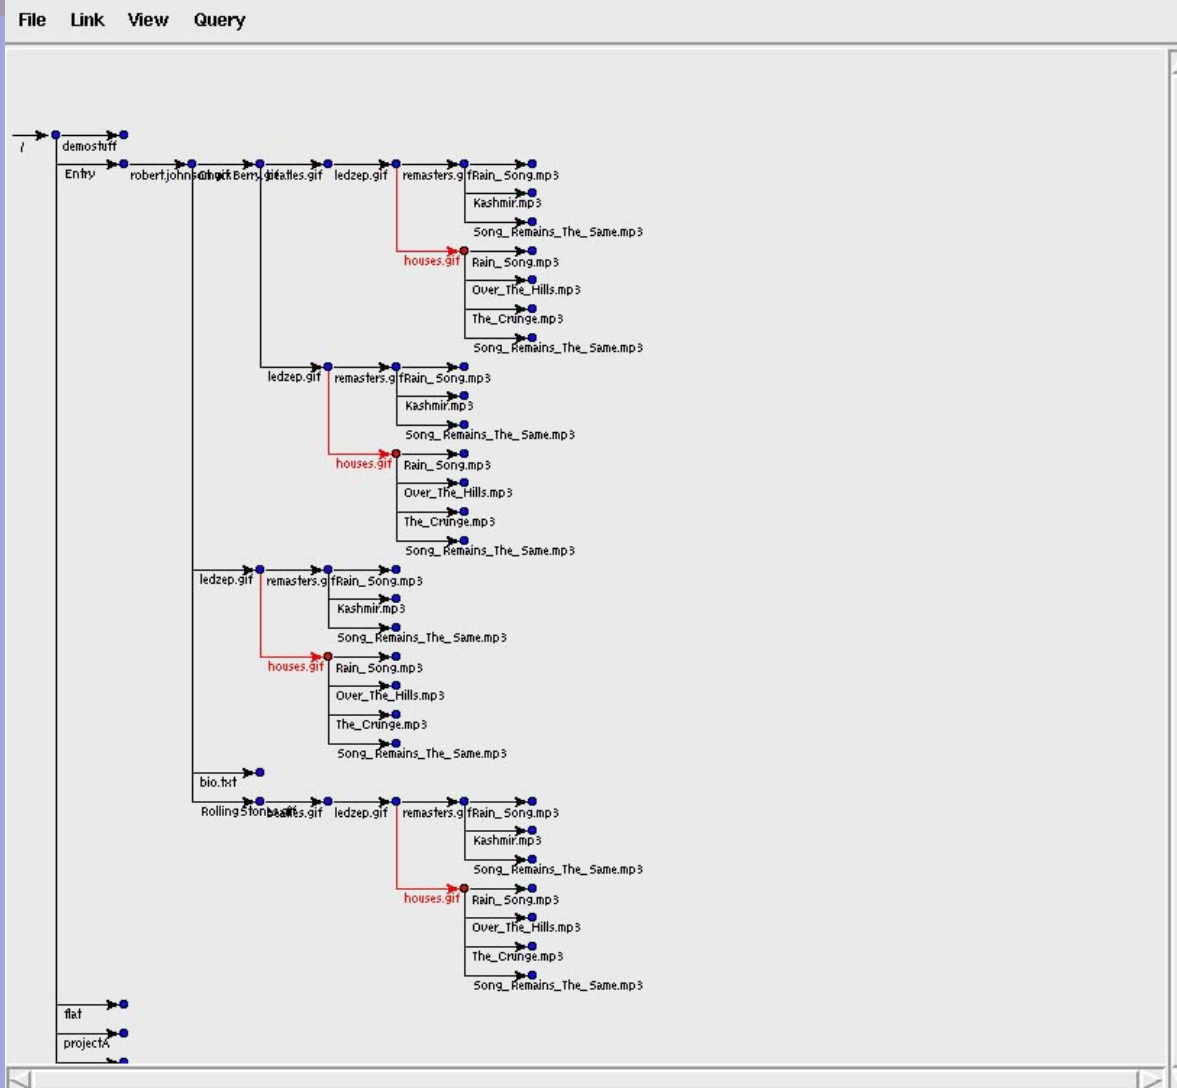 File Link View Query
/
demostuff
Entry robert.johnson.gif Chuck.Berry.gif beatles.gif ledzep.gif remasters.gif Rain_Song.mp3
Kashmir.mp3
Song_Remains_The_Same.mp3
houses.gif Rain_Song.mp3
Over_The_Hills.mp3
The_Crunge.mp3
Song_Remains_The_Same.mp3
ledzep.gif remasters.gif Rain_Song.mp3
Kashmir.mp3
Song_Remains_The_Same.mp3
houses.gif Rain_Song.mp3
Over_The_Hills.mp3
The_Crunge.mp3
Song_Remains_The_Same.mp3
ledzep.gif remasters.gif Rain_Song.mp3
Kashmir.mp3
Song_Remains_The_Same.mp3
houses.gif Rain_Song.mp3
Over_The_Hills.mp3
The_Crunge.mp3
Song_Remains_The_Same.mp3
bio.txt
RollingStones.gif beatles.gif ledzep.gif remasters.gif Rain_Song.mp3
Kashmir.mp3
Song_Remains_The_Same.mp3
houses.gif Rain_Song.mp3
Over_The_Hills.mp3
The_Crunge.mp3
Song_Remains_The_Same.mp3
flat
projectA